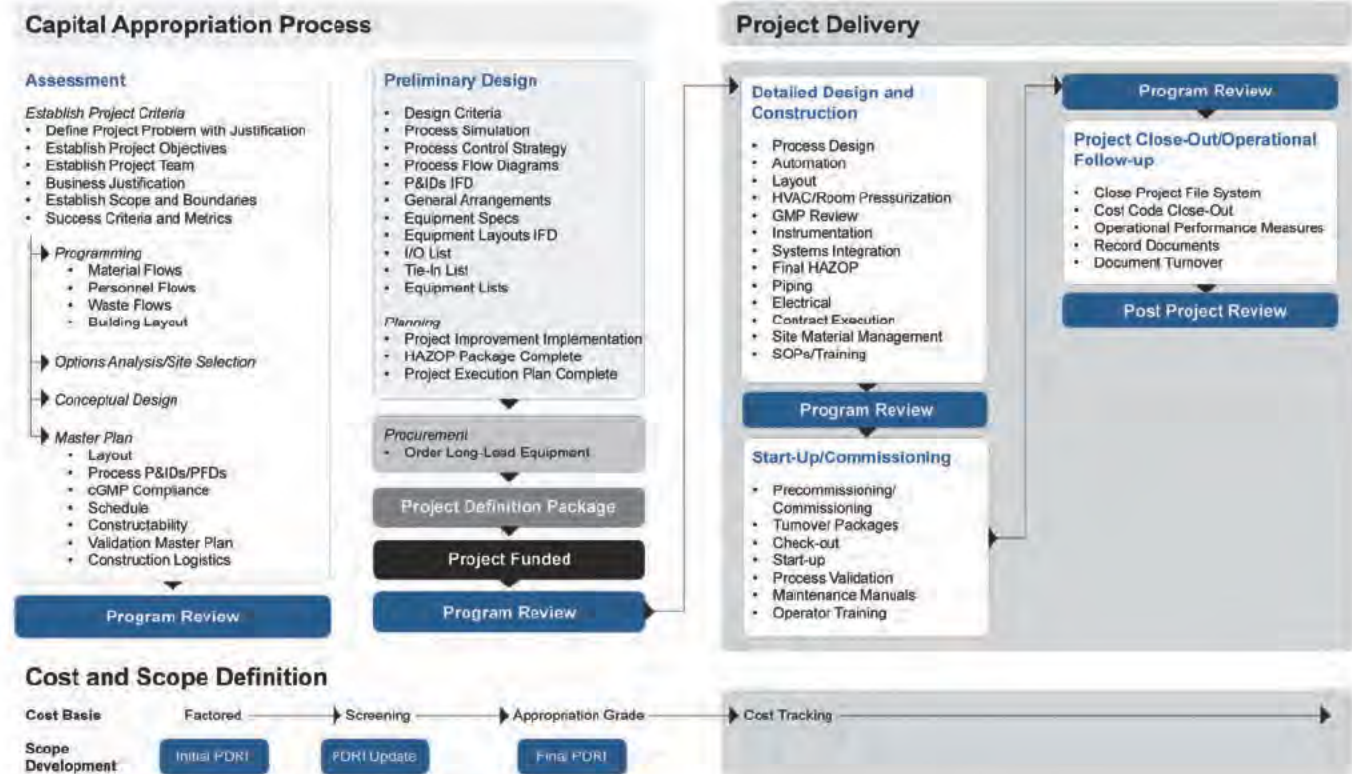 Capital Appropriation Process
Assessment
Establish Project Criteria
• Define Project Problem with Justification
• Establish Project Objectives
• Establish Project Team
• Business Justification
• Establish Scope and Boundaries
• Success Criteria and Metrics
Programming
• Material Flows
• Personnel Flows
• Waste Flows
• Building Layout
Options Analysis/Site Selection
Conceptual Design
Master Plan
• Layout
• Process P&IDs/PFDs
• cGMP Compliance
• Schedule
• Constructability
• Validation Master Plan
• Construction Logistics
Program Review
Preliminary Design
• Design Criteria
• Process Simulation
• Process Control Strategy
• Process Flow Diagrams
• P&IDs IFD
• General Arrangements
• Equipment Specs
• Equipment Layouts IFD
• I/O List
• Tie-In List
• Equipment Lists
Planning
• Project Improvement Implementation
• HAZOP Package Complete
• Project Execution Plan Complete
Procurement
• Order Long-Lead Equipment
Project Definition Package
Project Funded
Program Review
Project Delivery
Detailed Design and
Construction
• Process Design
• Automation
• Layout
• HVAC/Room Pressurization
• GMP Review
• Instrumentation
• Systems Integration
• Final HAZOP
• Piping
• Electrical
• Contract Execution
• Site Material Management
• SOPs/Training
Program Review
Start-Up/Commissioning
• Precommissioning/
Commissioning
• Turnover Packages
• Check-out
• Start-up
• Process Validation
• Maintenance Manuals
• Operator Training
Program Review
Project Close-Out/Operational
Follow-up
• Close Project File System
• Cost Code Close-Out
• Operational Performance Measures
• Record Documents
• Document Turnover
Post Project Review
Cost and Scope Definition
Cost Basis Factored Screening Appropriation Grade Cost Tracking
Scope
Development
Initial PDRI PDRI Update Final PDRI